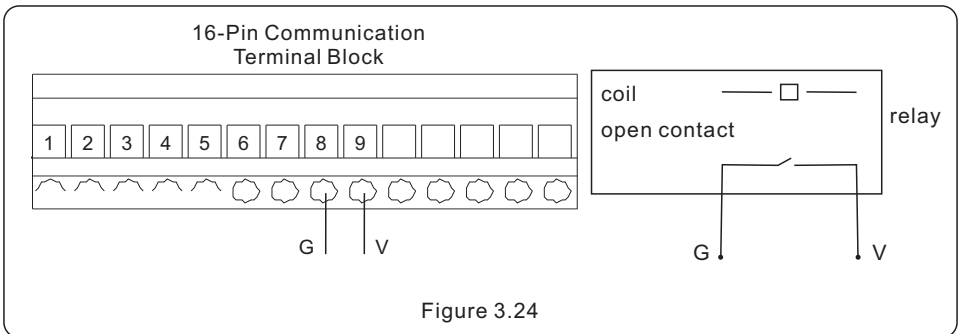 16-Pin Communication
Terminal Block
1 2 3 4 5 6 7 8 9
G V
coil
open contact
relay
G V
Figure 3.24